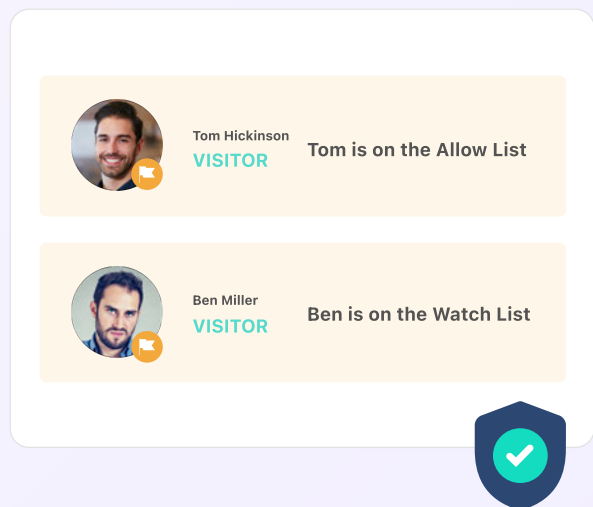 Tom Hickinson
VISITOR
Tom is on the Allow List
Ben Miller
VISITOR
Ben is on the Watch List